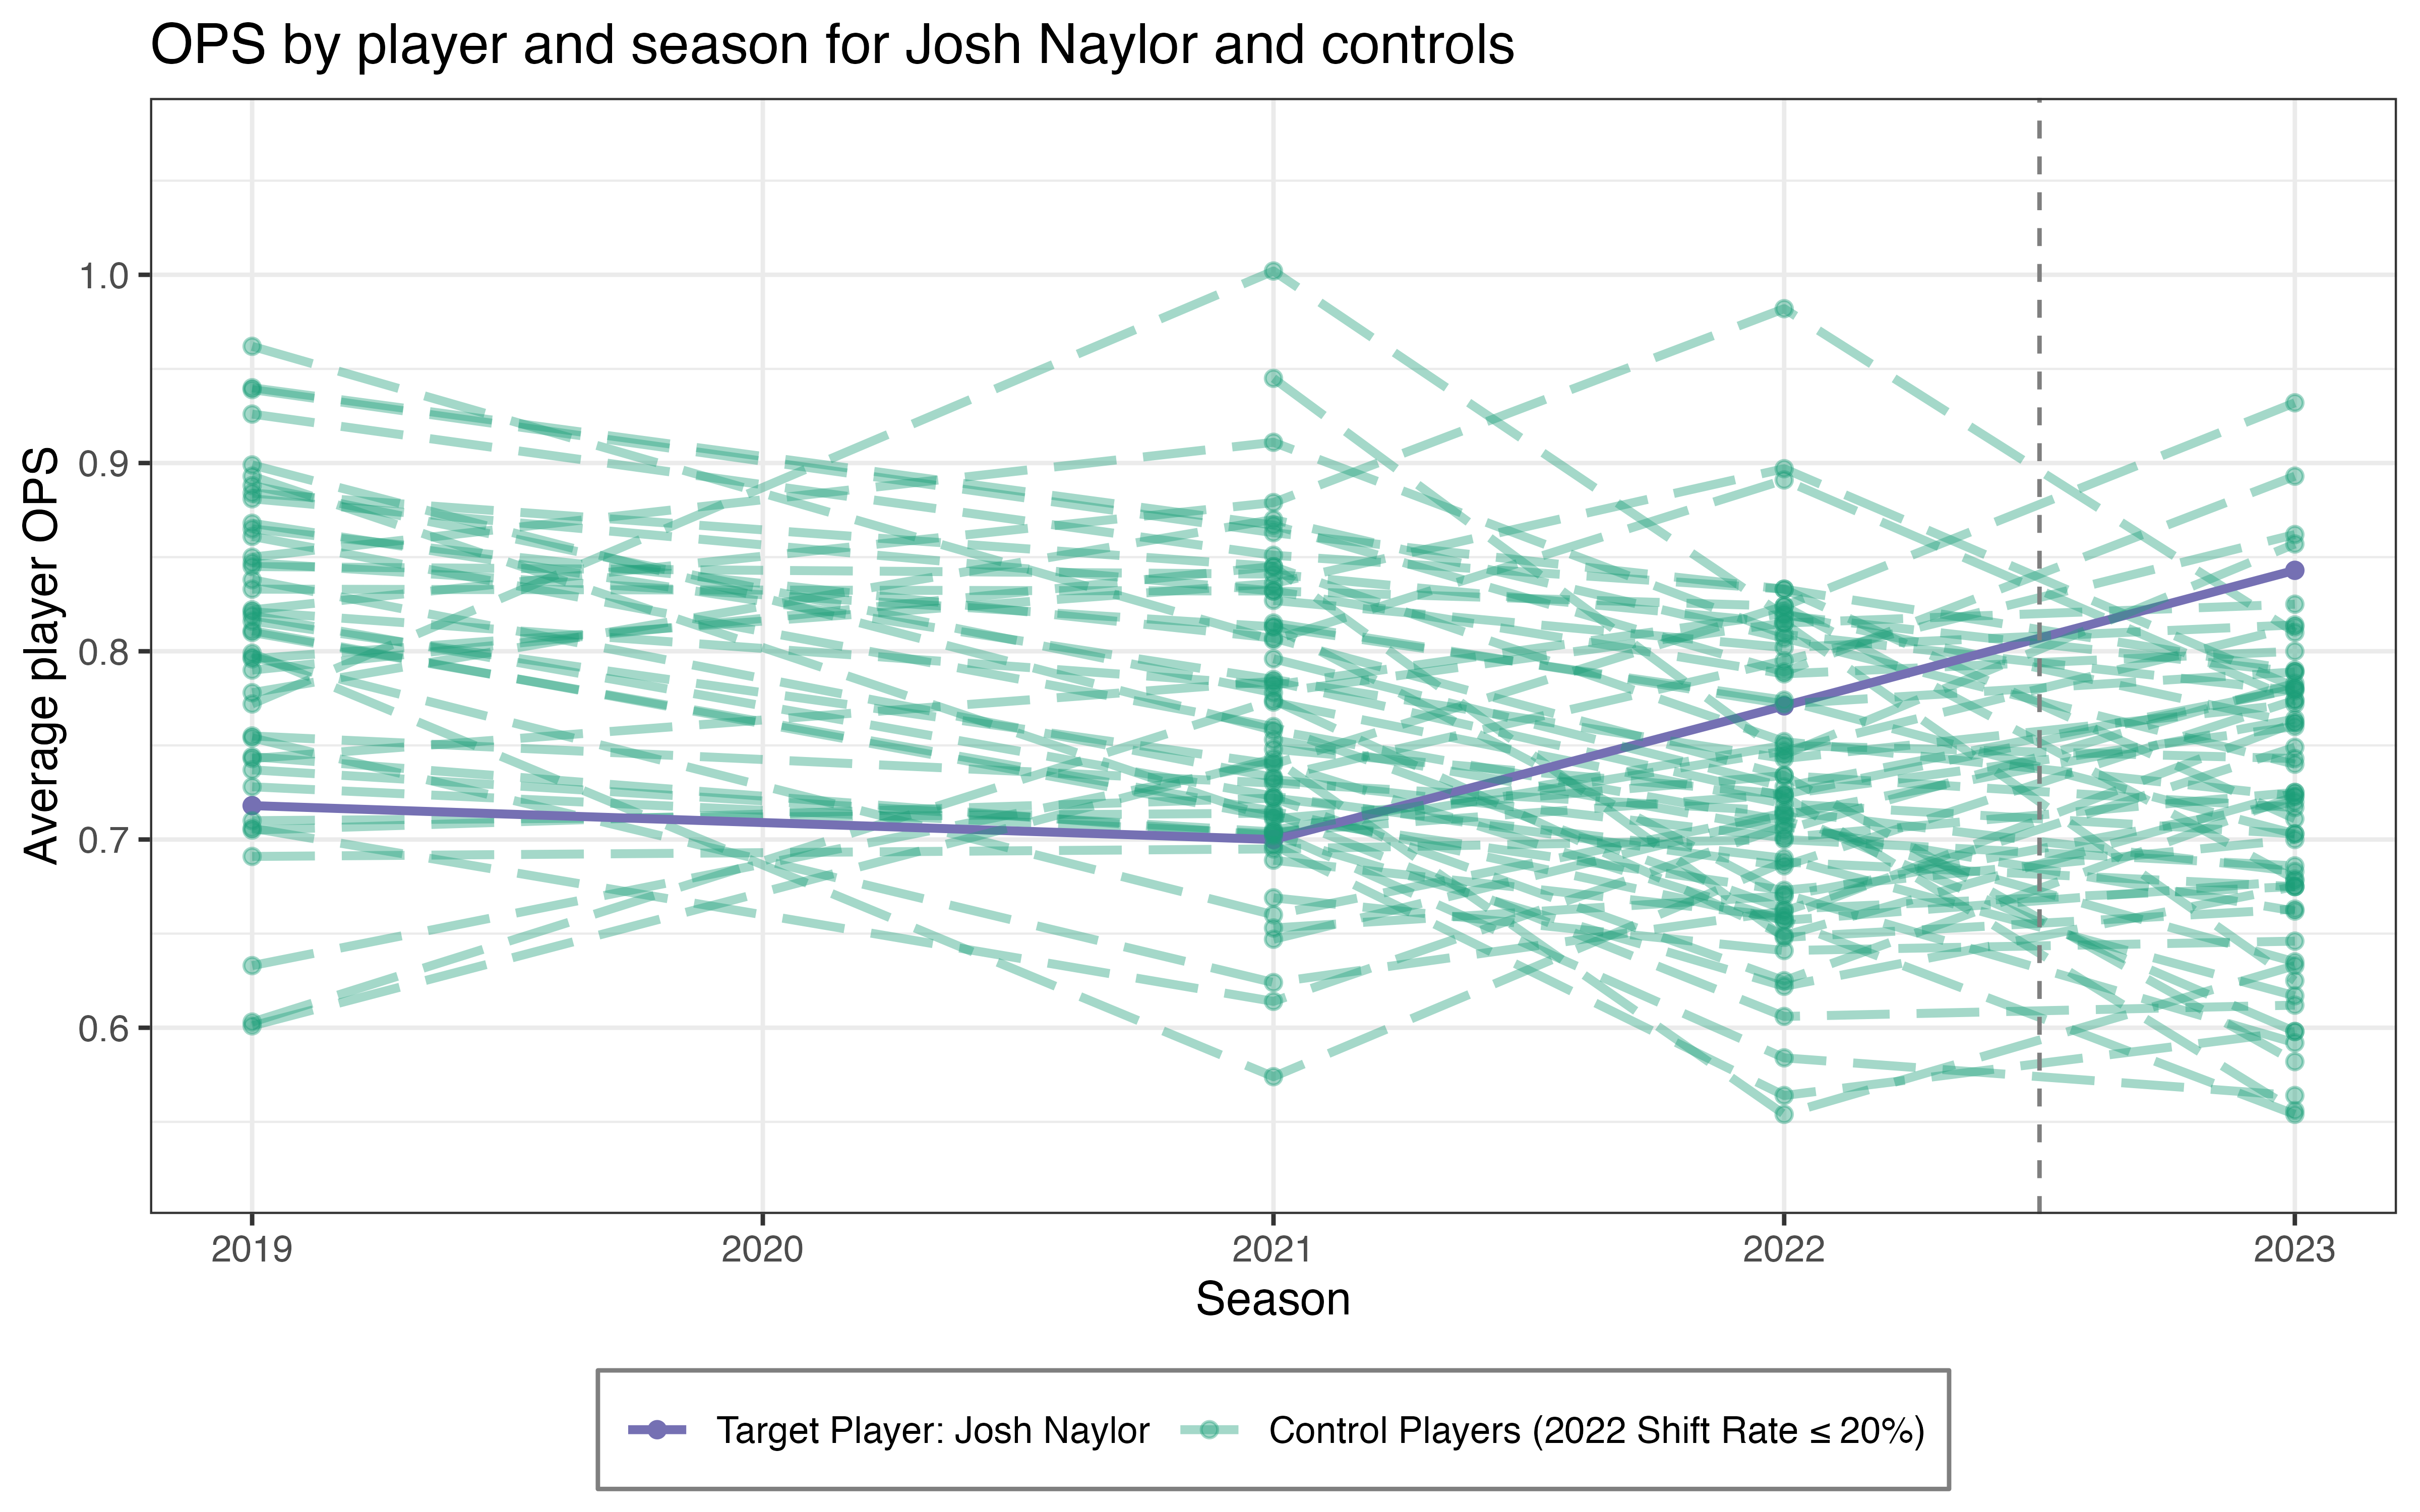 OPS by player and season for Josh Naylor and controls
Average player OPS
1.0
0.9
0.8
0.7
0.6
2019 2020 2021 2022 2023
Season
Target Player: Josh Naylor Control Players (2022 Shift Rate ≤ 20%)